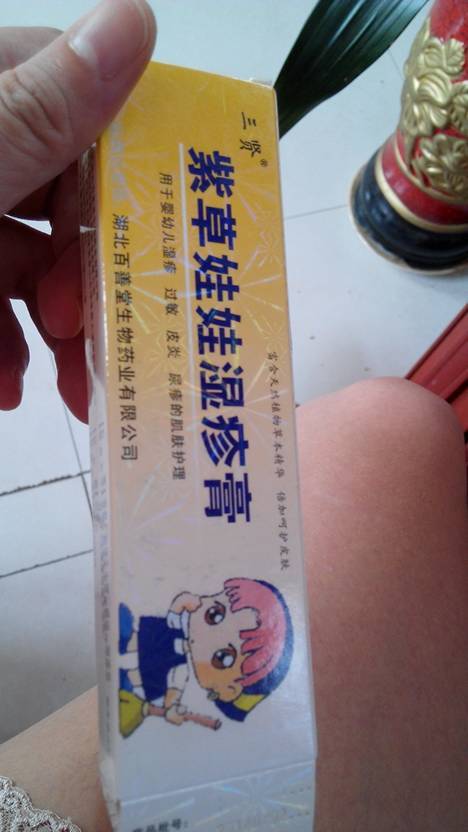 三贤®
富含天然植物草本精华 倍加呵护皮肤
紫草娃娃湿疹膏
用于婴幼儿湿疹 过敏 皮炎 尿疹的肌肤护理
湖北百善堂生物药业有限公司